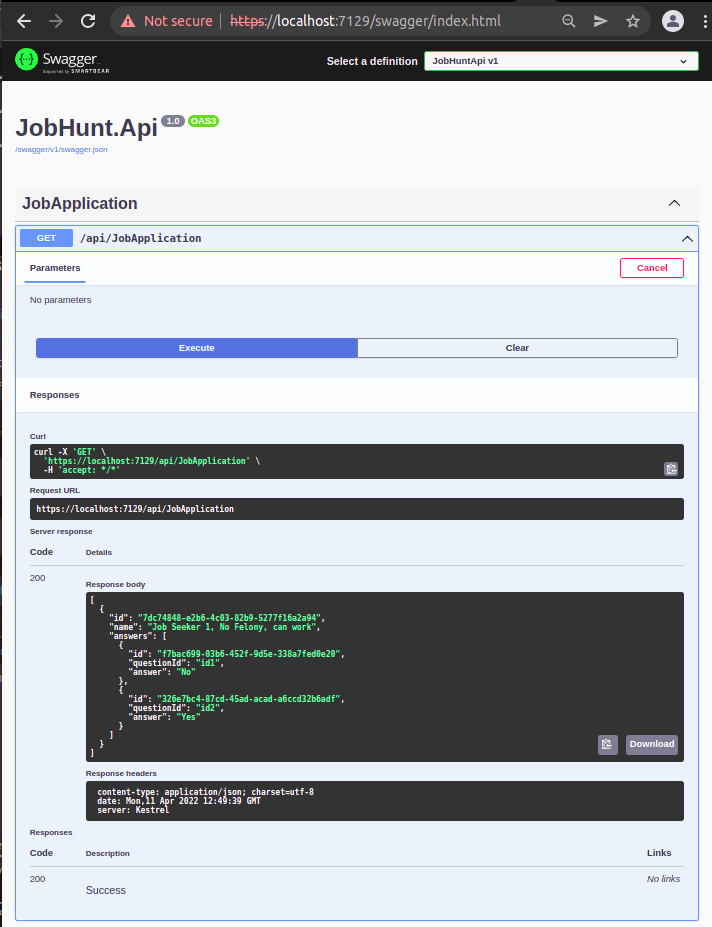 Not secure https://localhost:7129/swagger/index.html
Swagger
Supported by SMARTBEAR
Select a definition JobHuntApi v1
JobHunt.Api 1.0 OAS3
/swagger/v1/swagger.json
JobApplication
GET /api/JobApplication
Parameters Cancel
No parameters
Execute Clear
Responses
Curl
curl -X 'GET' \
'https://localhost:7129/api/JobApplication' \
-H 'accept: */*'
Request URL
https://localhost:7129/api/JobApplication
Server response
Code Details
200
Response body
[
{
"id": "7dc74848-e2b6-4c03-82b9-5277f16a2a94",
"name": "Job Seeker 1, No Felony, can work",
"answers": [
{
"id": "f7bac699-03b6-452f-9d5e-338a7fed0e20",
"questionId": "id1",
"answer": "No"
},
{
"id": "326e7bc4-87cd-45ad-acad-a6ccd32b6adf",
"questionId": "id2",
"answer": "Yes"
}
]
}
]
Download
Response headers
content-type: application/json; charset=utf-8
date: Mon,11 Apr 2022 12:49:39 GMT
server: Kestrel
Responses
Code Description Links
200 No links
Success